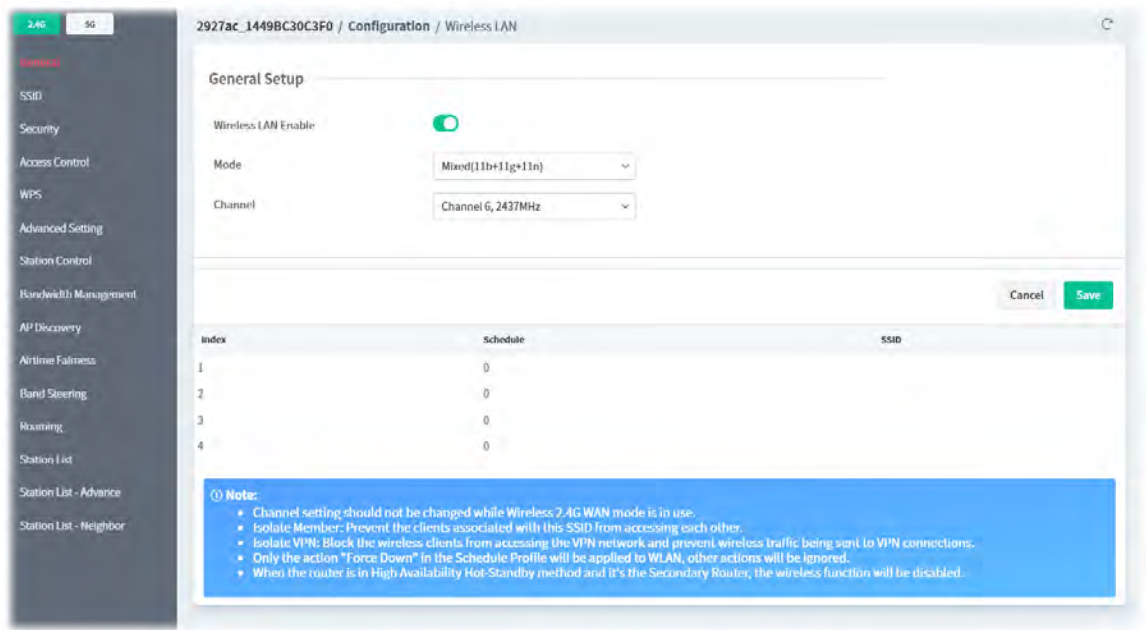 2.4G 5G
2927ac_1449BC30C3F0 / Configuration / Wireless LAN
General Setup
SSID
Security
Access Control
WPS
Advanced Setting
Station Control
Bandwidth Management
AP Discovery
Airtime Fairness
Band Steering
Roaming
Station List
Station List - Advance
Station List - Neighbor
Wireless LAN Enable
Mode Mixed(11b+11g+11n)
Channel Channel 6, 2437MHz
Cancel Save
Index Schedule SSID
1 0
2 0
3 0
4 0
Note:
• Channel setting should not be changed while Wireless 2.4G WAN mode is in use.
• Isolate Member: Prevent the clients associated with this SSID from accessing each other.
• Isolate VPN: Block the wireless clients from accessing the VPN network and prevent wireless traffic being sent to VPN connections.
• Only the action "Force Down" in the Schedule Profile will be applied to WLAN, other actions will be ignored.
• When the router is in High Availability Hot-Standby method and it's the Secondary Router, the wireless function will be disabled.